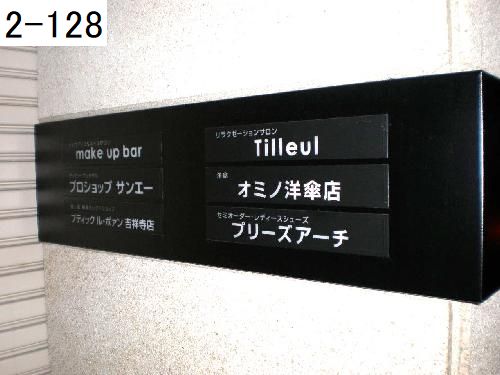 2-128
make up bar
プロショップ サンエー
ブティック ル・ボァン 吉祥寺店
リラクゼーションサロン
Tilleul
洋傘
オミノ洋傘店
セミオーダー・レディースシューズ
プリーズアーチ